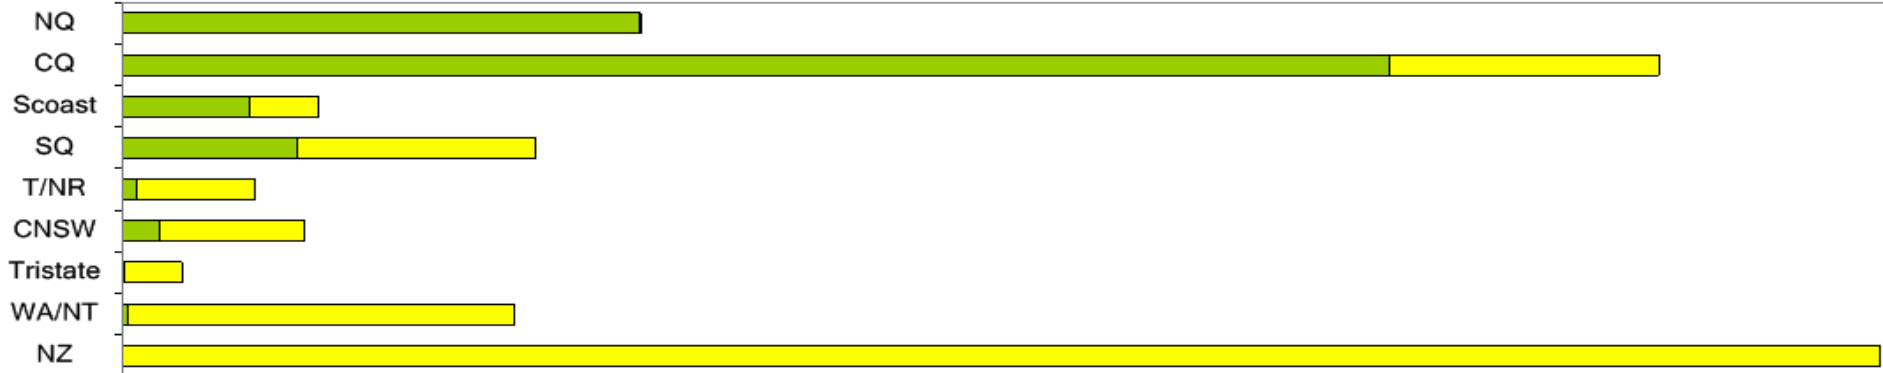 NQ
CQ
Scoast
SQ
T/NR
CNSW
Tristate
WA/NT
NZ